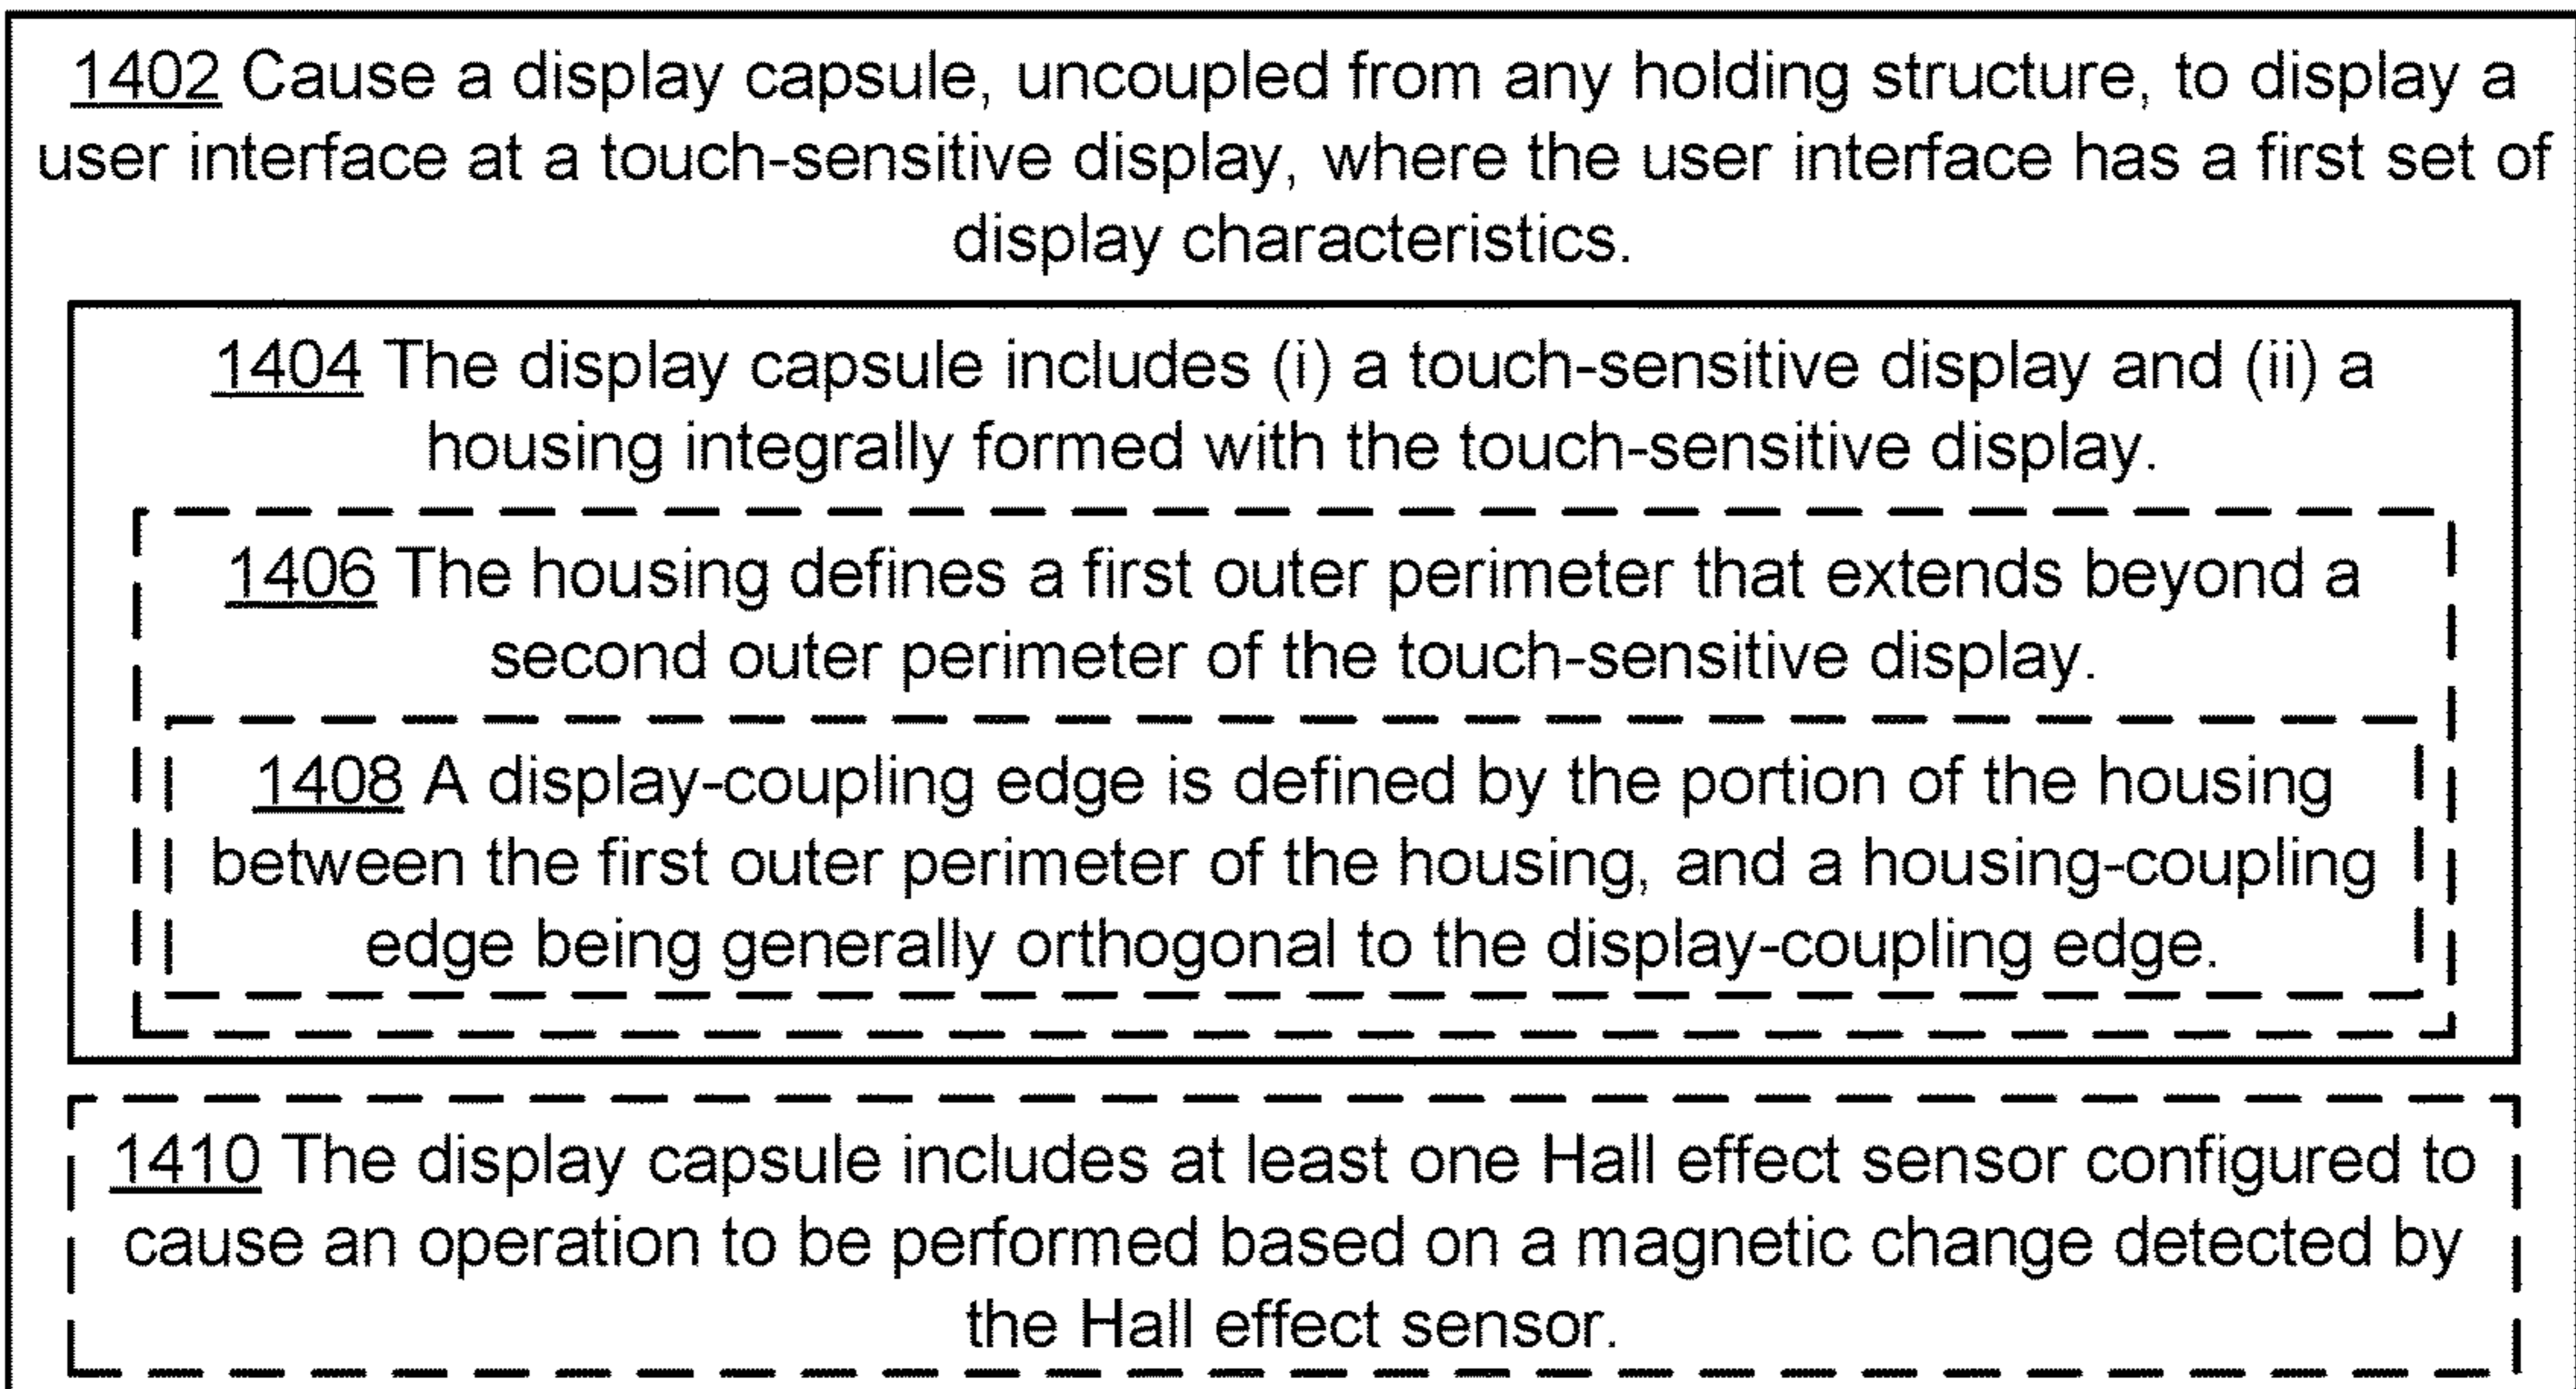 1402 Cause a display capsule, uncoupled from any holding structure, to display a
user interface at a touch-sensitive display, where the user interface has a first set of
display characteristics.
1404 The display capsule includes (i) a touch-sensitive display and (ii) a
housing integrally formed with the touch-sensitive display.
1406 The housing defines a first outer perimeter that extends beyond a
second outer perimeter of the touch-sensitive display.
1408 A display-coupling edge is defined by the portion of the housing
between the first outer perimeter of the housing, and a housing-coupling
edge being generally orthogonal to the display-coupling edge.
1410 The display capsule includes at least one Hall effect sensor configured to
cause an operation to be performed based on a magnetic change detected by
the Hall effect sensor.